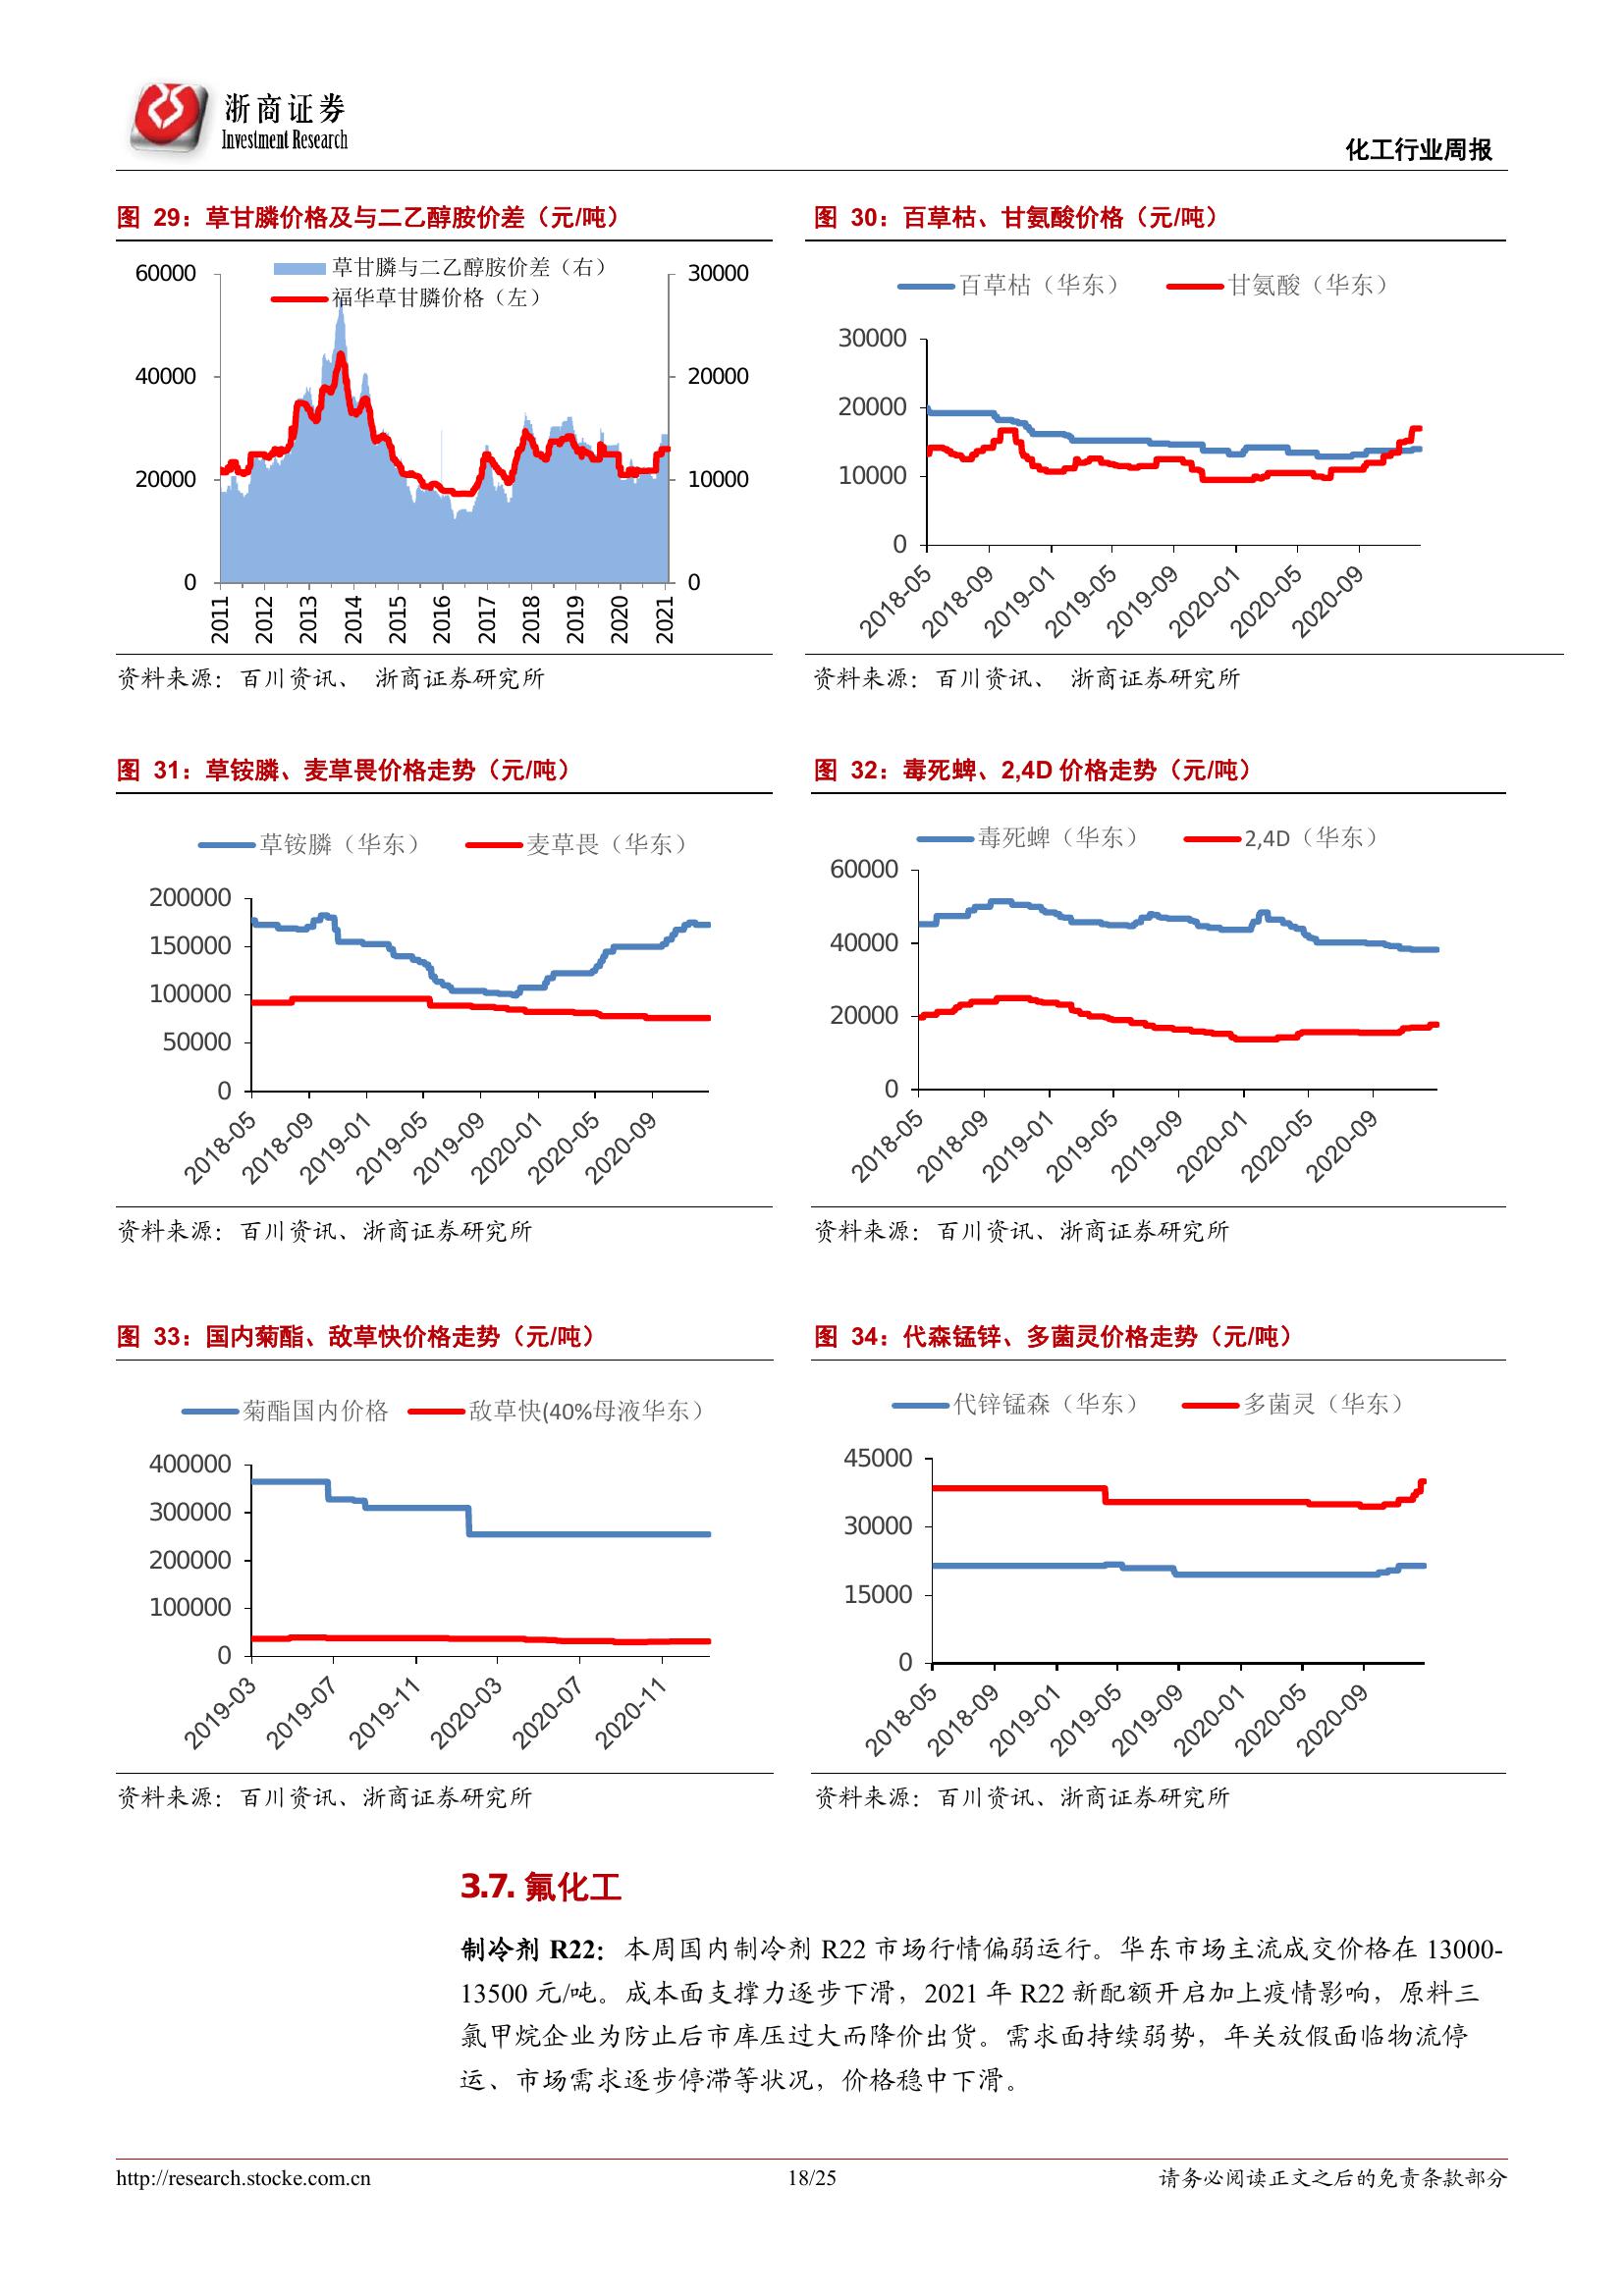 浙商证券
Investment Research
化工行业周报
图 29：草甘膦价格及与二乙醇胺价差（元/吨）
草甘膦与二乙醇胺价差（右）
福华草甘膦价格（左）
60000
40000
20000
0
30000
20000
10000
0
2011 2012 2013 2014 2015 2016 2017 2018 2019 2020 2021
资料来源：百川资讯、 浙商证券研究所
图 30：百草枯、甘氨酸价格（元/吨）
百草枯（华东） 甘氨酸（华东）
30000
20000
10000
0
2018-05 2018-09 2019-01 2019-05 2019-09 2020-01 2020-05 2020-09
资料来源：百川资讯、 浙商证券研究所
图 31：草铵膦、麦草畏价格走势（元/吨）
草铵膦（华东） 麦草畏（华东）
200000
150000
100000
50000
0
2018-05 2018-09 2019-01 2019-05 2019-09 2020-01 2020-05 2020-09
资料来源：百川资讯、浙商证券研究所
图 32：毒死蜱、2,4D 价格走势（元/吨）
毒死蜱（华东） 2,4D（华东）
60000
40000
20000
0
2018-05 2018-09 2019-01 2019-05 2019-09 2020-01 2020-05 2020-09
资料来源：百川资讯、浙商证券研究所
图 33：国内菊酯、敌草快价格走势（元/吨）
菊酯国内价格 敌草快(40%母液华东）
400000
300000
200000
100000
0
2019-03 2019-07 2019-11 2020-03 2020-07 2020-11
资料来源：百川资讯、浙商证券研究所
图 34：代森锰锌、多菌灵价格走势（元/吨）
代锌锰森（华东） 多菌灵（华东）
45000
30000
15000
0
2018-05 2018-09 2019-01 2019-05 2019-09 2020-01 2020-05 2020-09
资料来源：百川资讯、浙商证券研究所
3.7. 氟化工
制冷剂 R22：本周国内制冷剂 R22 市场行情偏弱运行。华东市场主流成交价格在 13000-
13500 元/吨。成本面支撑力逐步下滑，2021 年 R22 新配额开启加上疫情影响，原料三
氯甲烷企业为防止后市库压过大而降价出货。需求面持续弱势，年关放假面临物流停
运、市场需求逐步停滞等状况，价格稳中下滑。
http://research.stocke.com.cn
18/25
请务必阅读正文之后的免责条款部分